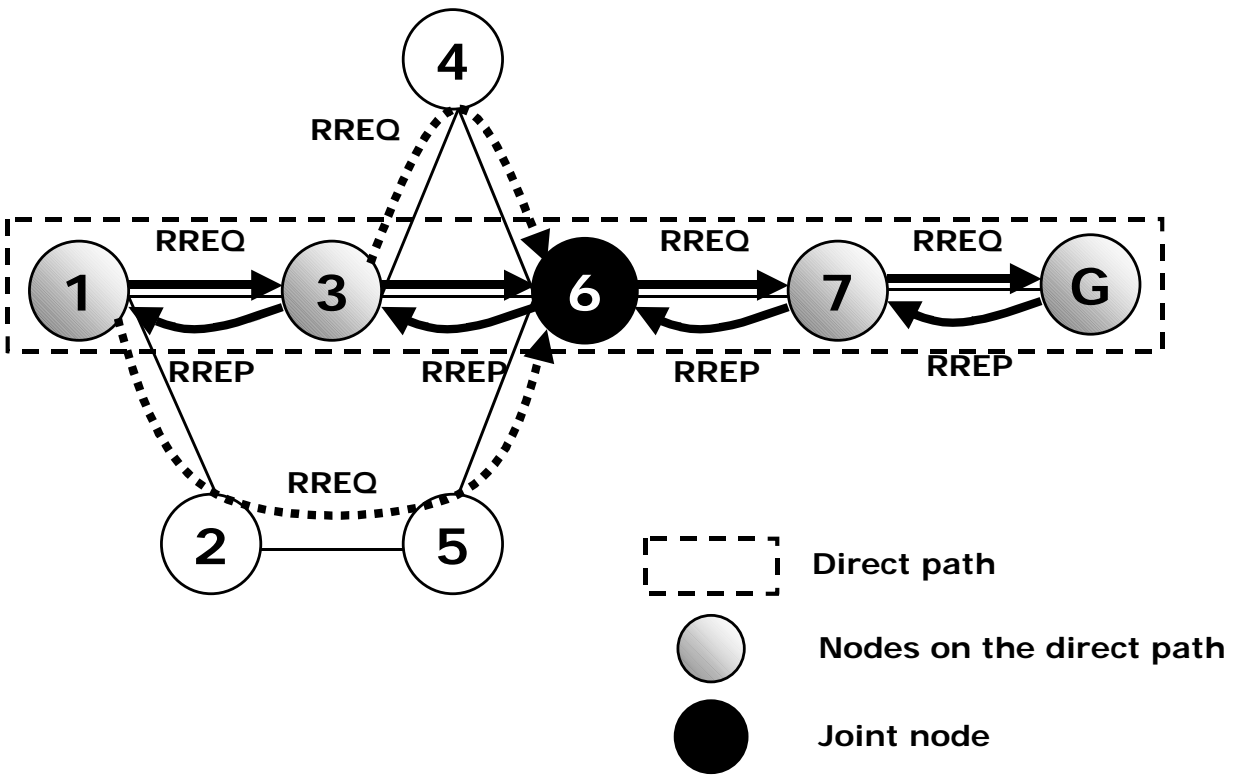 4
RREQ
RREQ
RREQ
RREQ
1
3
6
7
G
RREP
RREP
RREP
RREP
RREQ
2
5
Direct path
Nodes on the direct path
Joint node